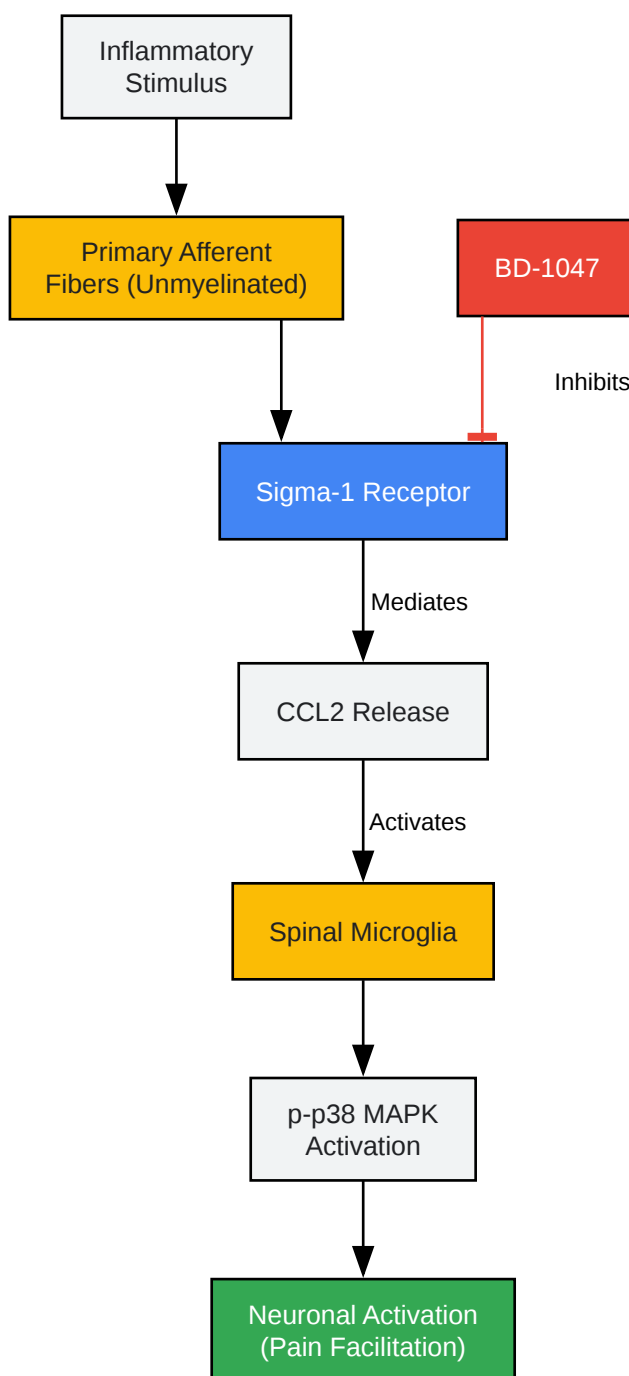 Inflammatory
Stimulus
Primary Afferent
Fibers (Unmyelinated)
BD-1047
Inhibits
Sigma-1 Receptor
Mediates
CCL2 Release
Activates
Spinal Microglia
p-p38 MAPK
Activation
Neuronal Activation
(Pain Facilitation)